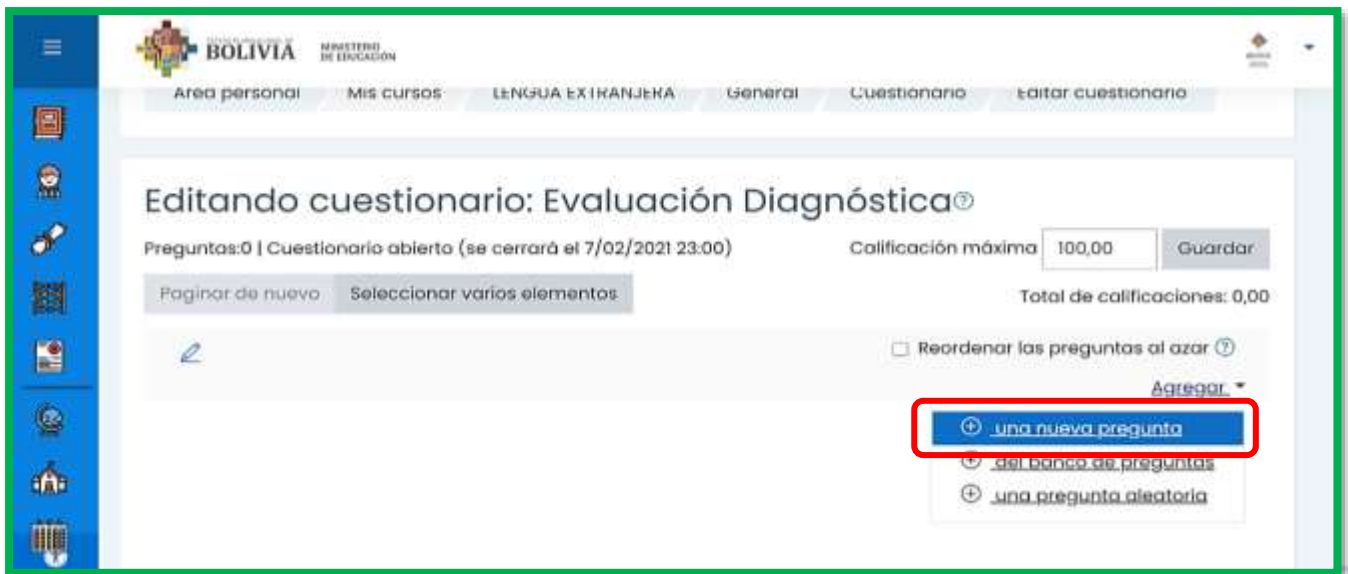 BOLIVIA
MINISTERIO
DE EDUCACIÓN
Área personal Mis cursos LENGUA EXTRANJERA General Cuestionario Editar cuestionario
Editando cuestionario: Evaluación Diagnóstica
Preguntas:0 | Cuestionario abierto (se cerrará el 7/02/2021 23:00) Calificación máxima 100,00 Guardar
Paginar de nuevo Seleccionar varios elementos Total de calificaciones: 0,00
Reordenar las preguntas al azar
Agregar
una nueva pregunta
del banco de preguntas
una pregunta aleatoria